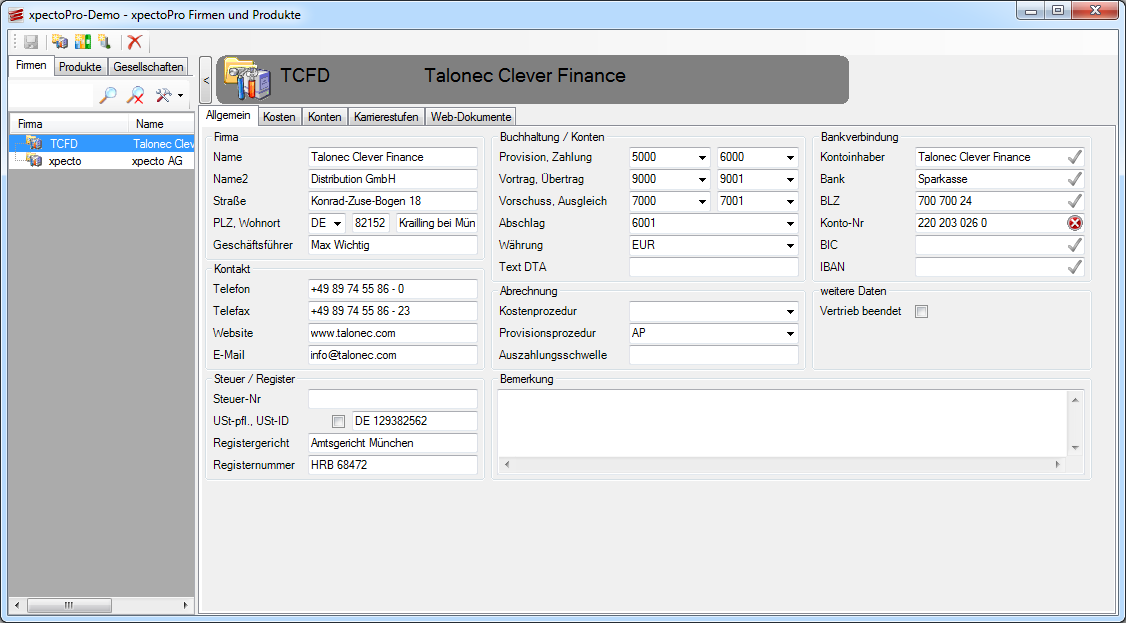 xpectoPro-Demo - xpectoPro Firmen und Produkte
Firmen Produkte Gesellschaften
Firma Name
TCFD Talonec Clev
xpecto xpecto AG
<
TCFD Talonec Clever Finance
Allgemein Kosten Konten Karrierestufen Web-Dokumente
Firma
Name Talonec Clever Finance
Name2 Distribution GmbH
Straße Konrad-Zuse-Bogen 18
PLZ, Wohnort DE 82152 Krailling bei Mün
Geschäftsführer Max Wichtig
Kontakt
Telefon +49 89 74 55 86 - 0
Telefax +49 89 74 55 86 - 23
Website www.talonec.com
E-Mail info@talonec.com
Steuer / Register
Steuer-Nr
USt-pfl., USt-ID DE 129382562
Registergericht Amtsgericht München
Registernummer HRB 68472
Buchhaltung / Konten
Provision, Zahlung 5000 6000
Vortrag, Übertrag 9000 9001
Vorschuss, Ausgleich 7000 7001
Abschlag 6001
Währung EUR
Text DTA
Abrechnung
Kostenprozedur
Provisionsprozedur AP
Auszahlungsschwelle
Bankverbindung
Kontoinhaber Talonec Clever Finance
Bank Sparkasse
BLZ 700 700 24
Konto-Nr 220 203 026 0
BIC
IBAN
weitere Daten
Vertrieb beendet
Bemerkung